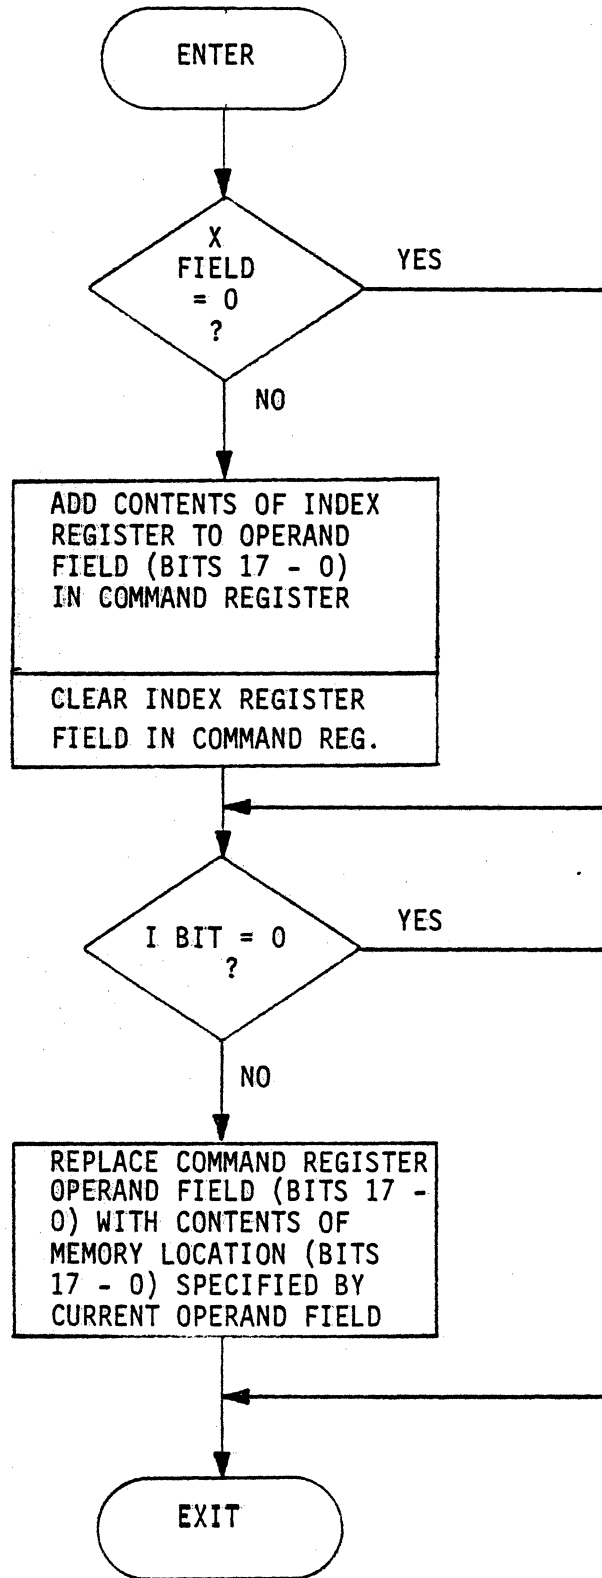 ENTER
X
FIELD
= 0
?
YES
NO
ADD CONTENTS OF INDEX
REGISTER TO OPERAND
FIELD (BITS 17 - 0)
IN COMMAND REGISTER
CLEAR INDEX REGISTER
FIELD IN COMMAND REG.
I BIT = 0
?
YES
NO
REPLACE COMMAND REGISTER
OPERAND FIELD (BITS 17 -
0) WITH CONTENTS OF
MEMORY LOCATION (BITS
17 - 0) SPECIFIED BY
CURRENT OPERAND FIELD
EXIT